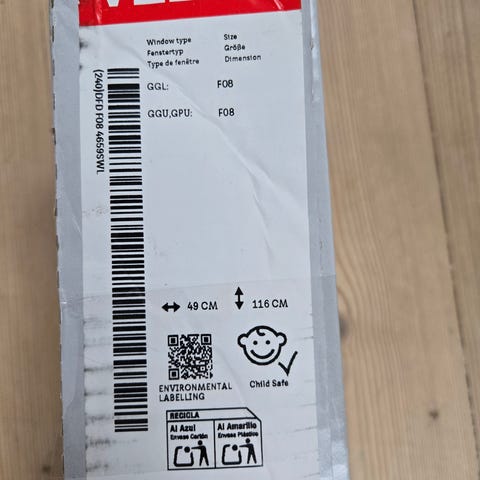 Window type Size
Fenstertyp Größe
Type de fenêtre Dimension
GGL: F08
GGU,GPU: F08
(240)DFD F08 4659SWL
49 CM 116 CM
ENVIRONMENTAL
LABELLING
Child Safe
RECICLA
Al Azul Al Amarillo
Envase Cartón Envase Plástico